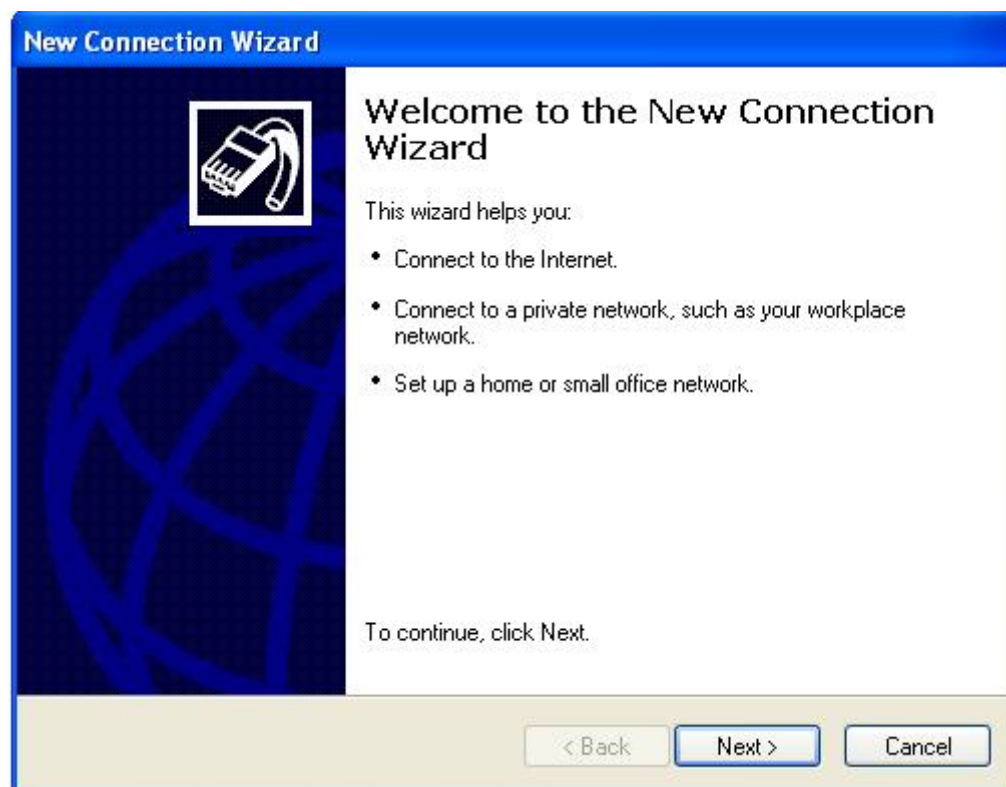 New Connection Wizard
Welcome to the New Connection
Wizard
This wizard helps you:
• Connect to the Internet.
• Connect to a private network, such as your workplace
network.
• Set up a home or small office network.
To continue, click Next.
< Back
Next >
Cancel